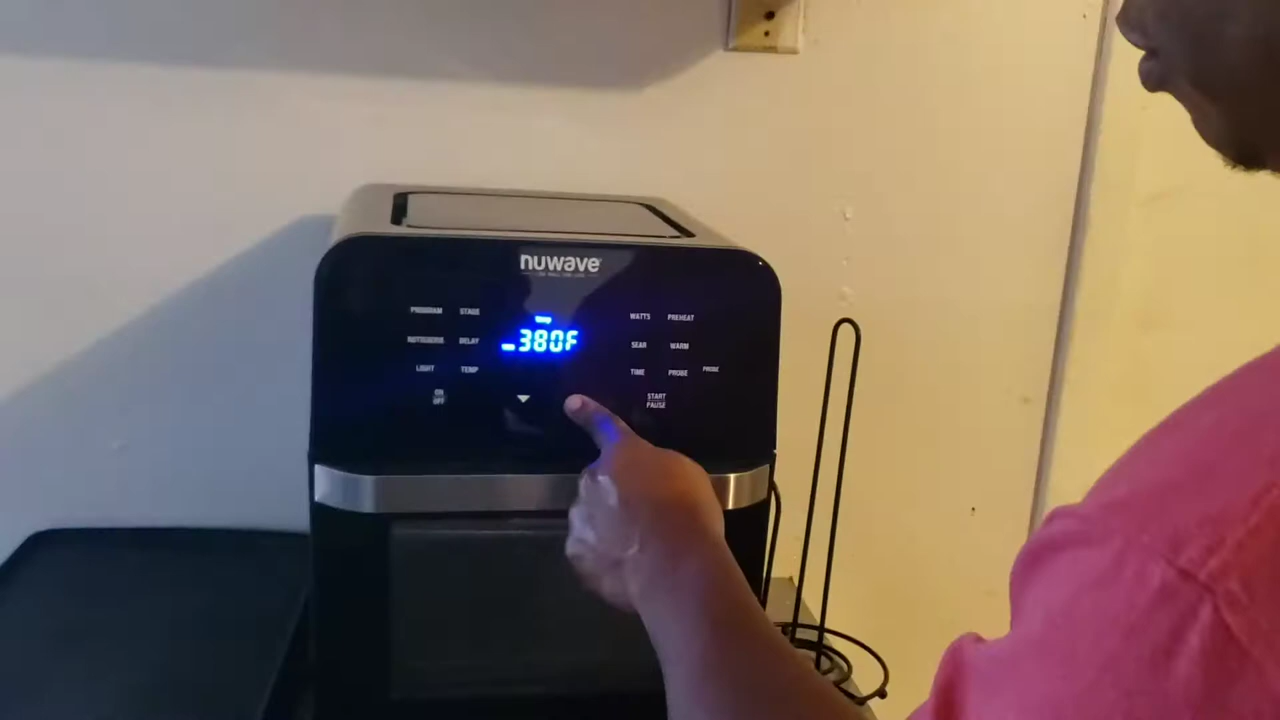 nuwave
PROGRAM STAGE
WATTS PREHEAT
Temp
380F
ROTISSERIE DELAY
SEAR WARM
LIGHT TEMP
TIME PROBE PROBE
ON
OFF
START
PAUSE